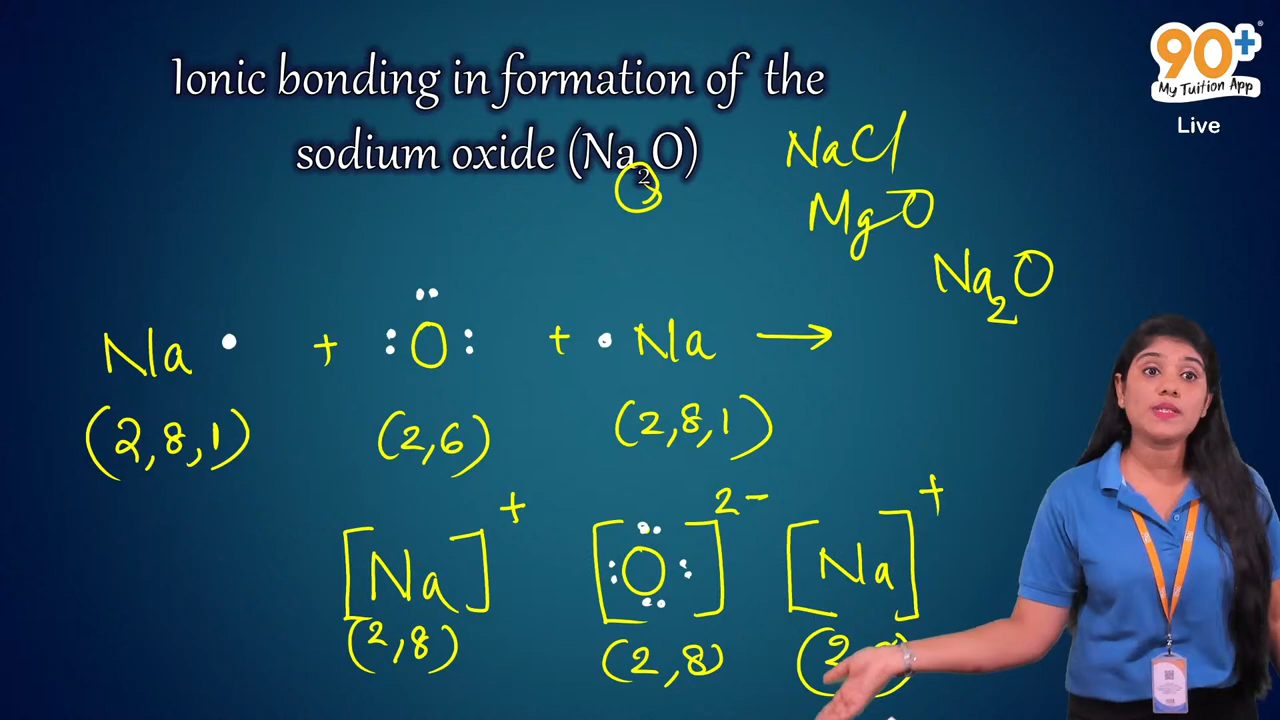 90+
My Tuition App
Live
Ionic bonding in formation of the
sodium oxide (Na₂O)
NaCl
MgO
Na₂O
Na • + :Ö: + • Na →
(2,8,1) (2,6) (2,8,1)
[Na]⁺ [O]²⁻ [Na]⁺
(2,8) (2,8)